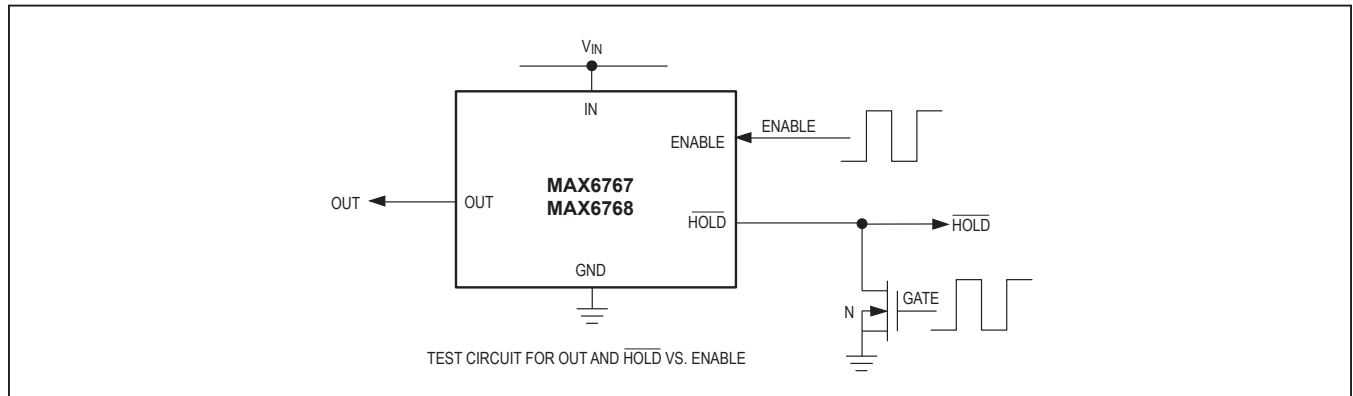 VIN
IN
ENABLE
ENABLE
MAX6767
MAX6768
OUT
OUT
HOLD
HOLD
GND
GATE
N
TEST CIRCUIT FOR OUT AND HOLD VS. ENABLE